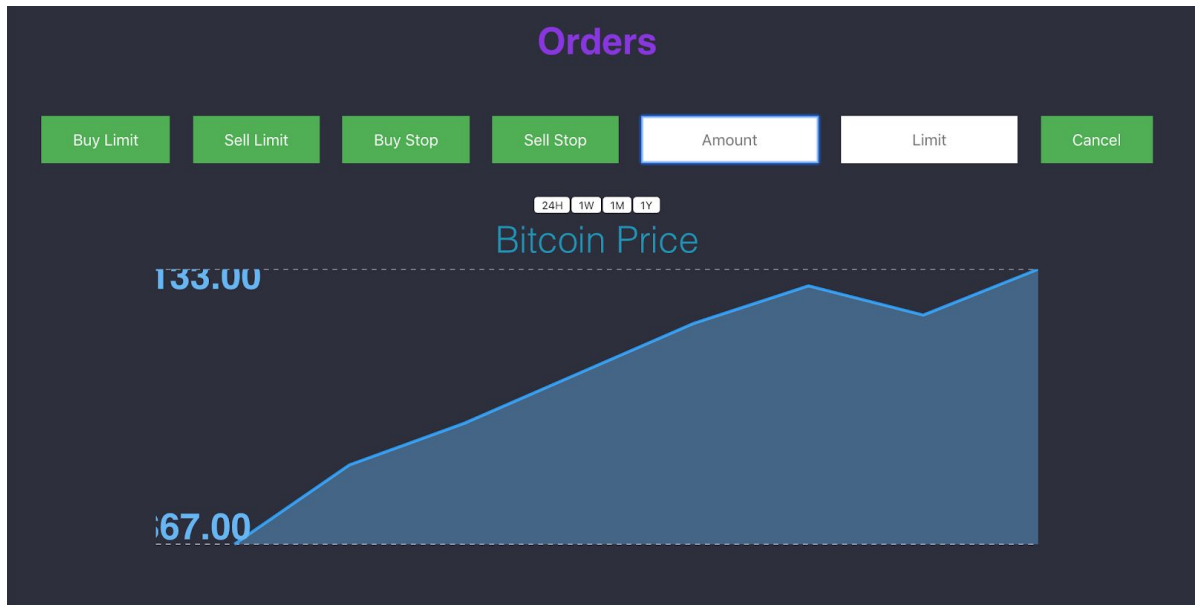 Orders
Buy Limit Sell Limit Buy Stop Sell Stop Amount Limit Cancel
24H 1W 1M 1Y
Bitcoin Price
133.00
67.00